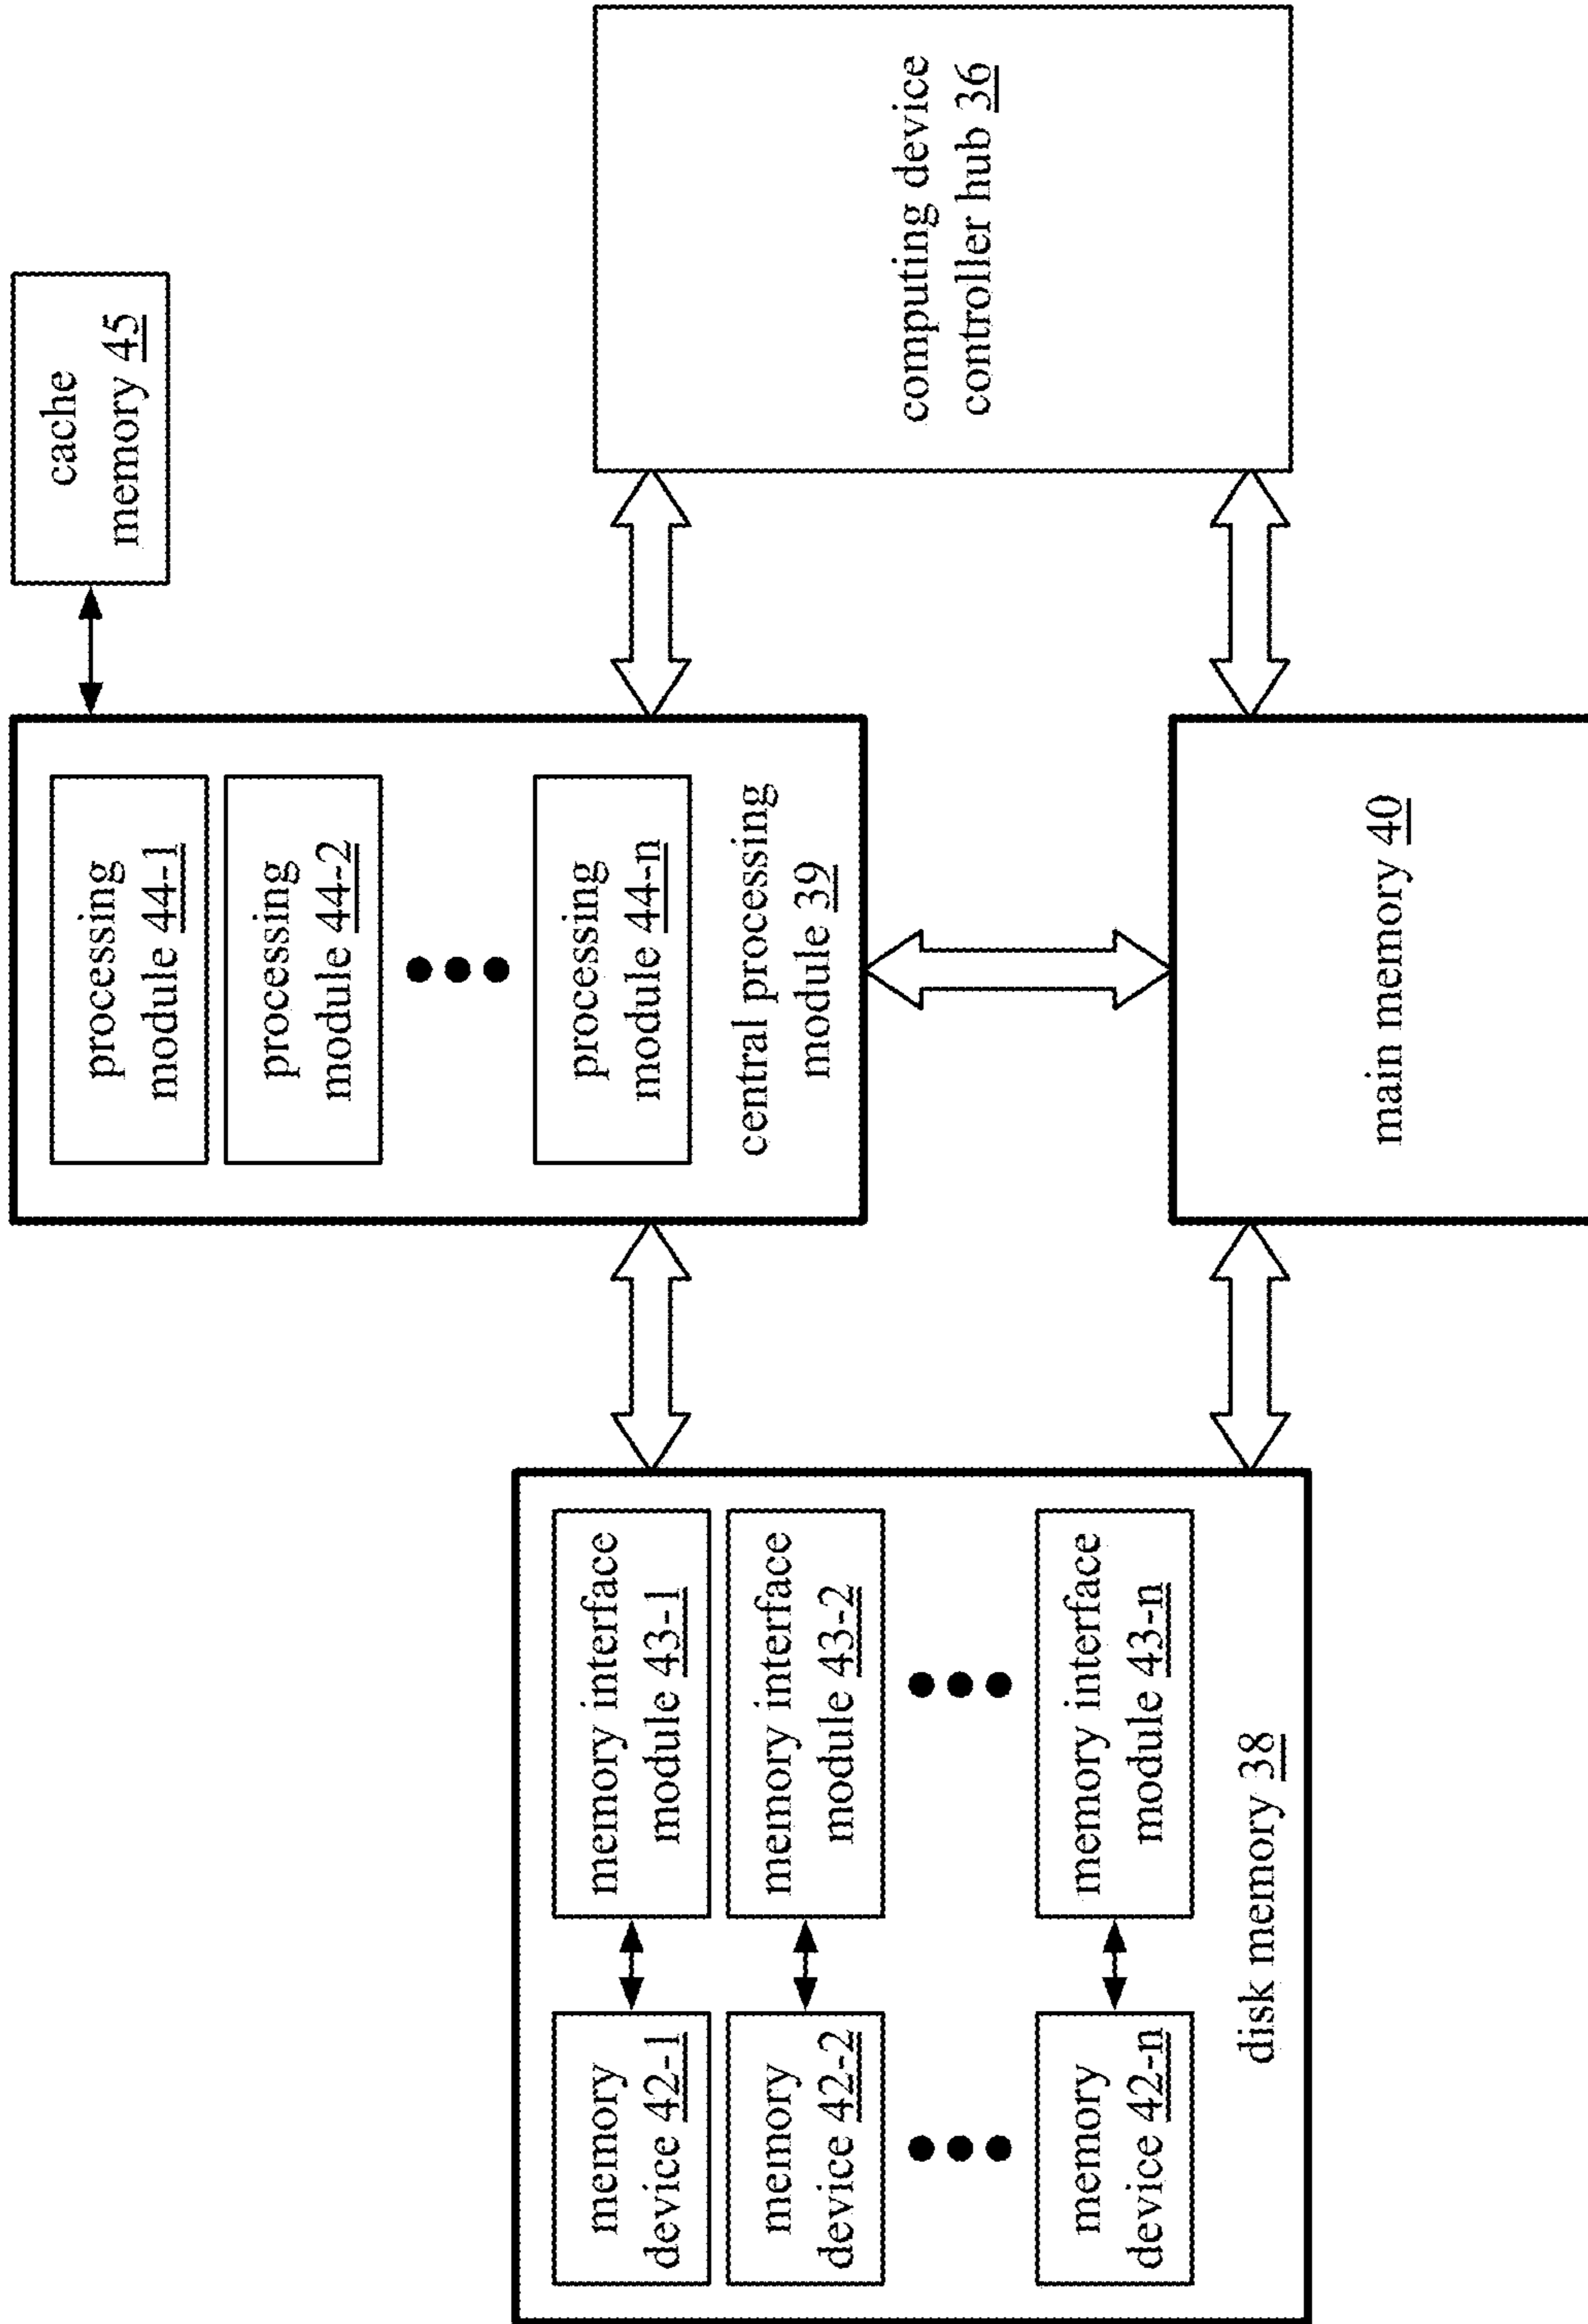 cache
memory 45
processing
module 44-1
processing
module 44-2
processing
module 44-n
central processing
module 39
memory
device 42-1
memory interface
module 43-1
memory
device 42-2
memory interface
module 43-2
memory
device 42-n
memory interface
module 43-n
disk memory 38
computing device
controller hub 36
main memory 40